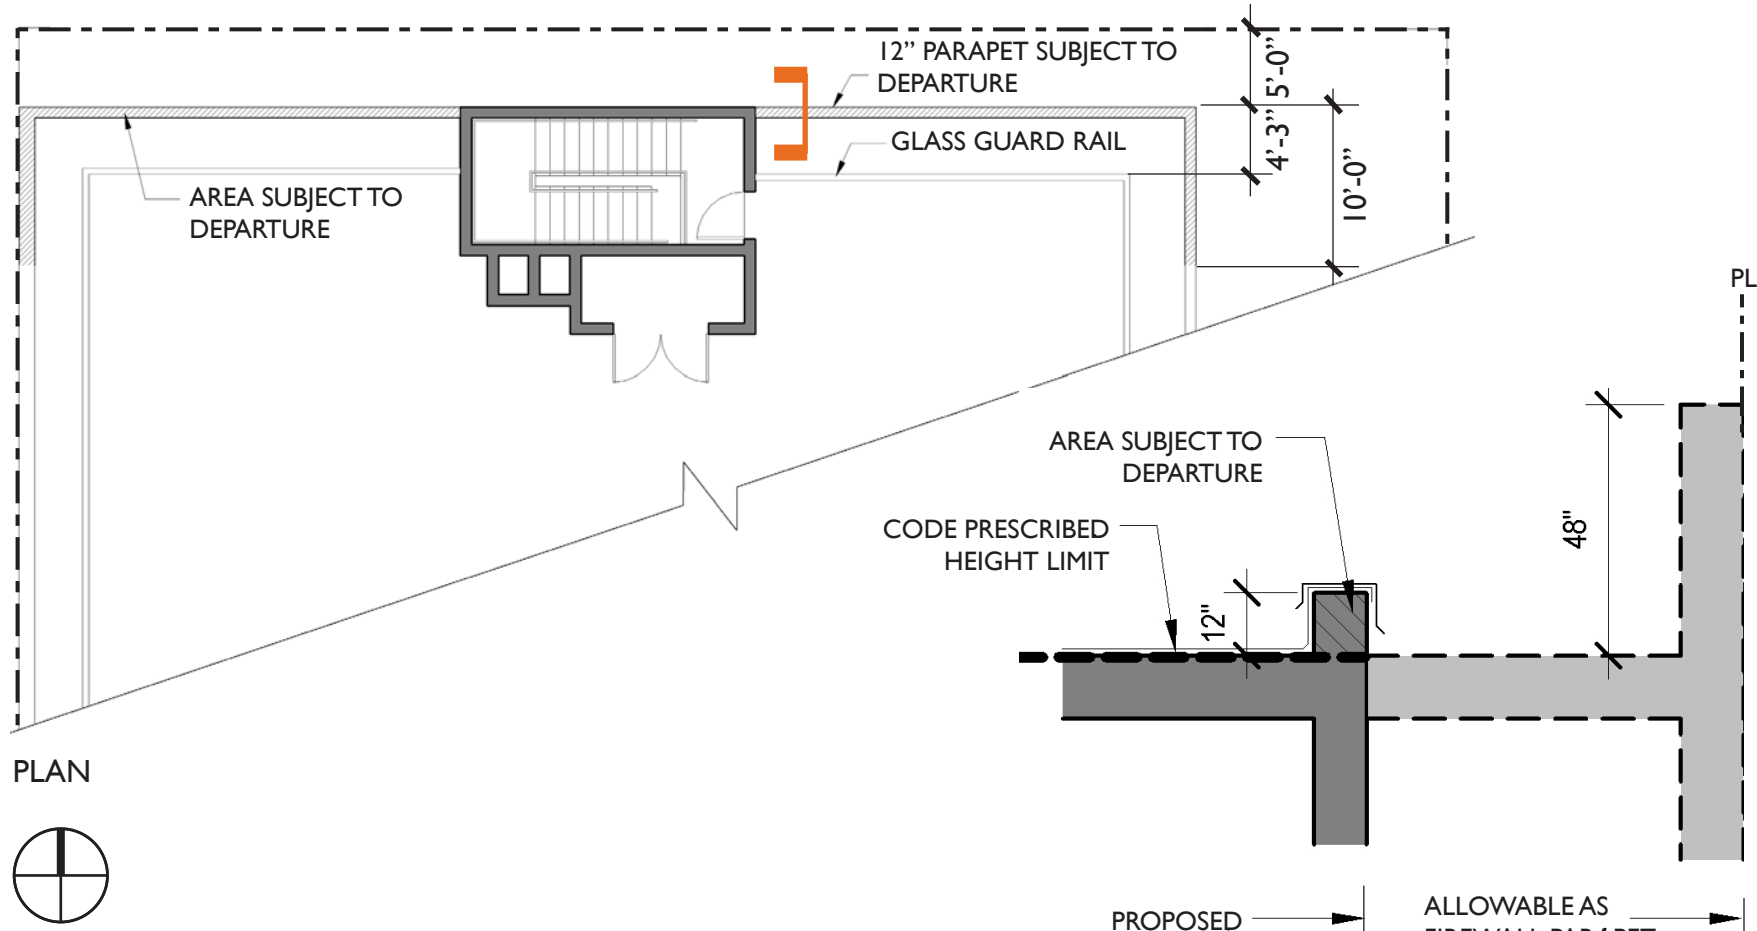 12” PARAPET SUBJECT TO
DEPARTURE
5’-0”
GLASS GUARD RAIL
4’-3”
10’-0”
AREA SUBJECT TO
DEPARTURE
PL
AREA SUBJECT TO
DEPARTURE
CODE PRESCRIBED
HEIGHT LIMIT
48"
12"
PLAN
PROPOSED
ALLOWABLE AS